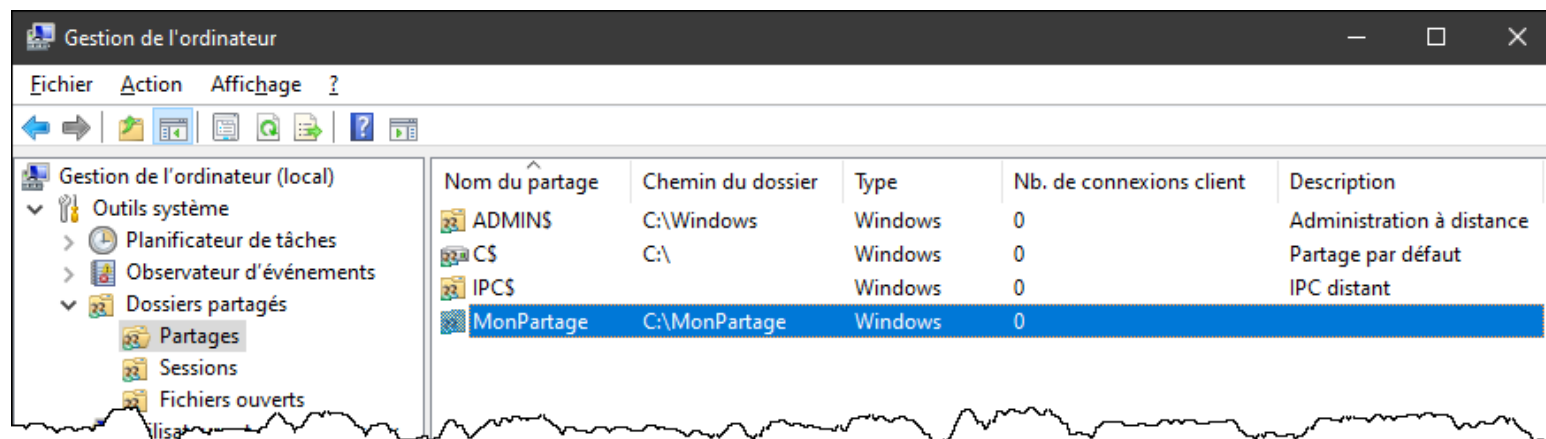 Gestion de l'ordinateur
Fichier Action Affichage ?
Gestion de l'ordinateur (local)
Outils système
Planificateur de tâches
Observateur d'événements
Dossiers partagés
Partages
Sessions
Fichiers ouverts
Nom du partage Chemin du dossier Type Nb. de connexions client Description
ADMIN$ C:\Windows Windows 0 Administration à distance
C$ C:\ Windows 0 Partage par défaut
IPC$ Windows 0 IPC distant
MonPartage C:\MonPartage Windows 0